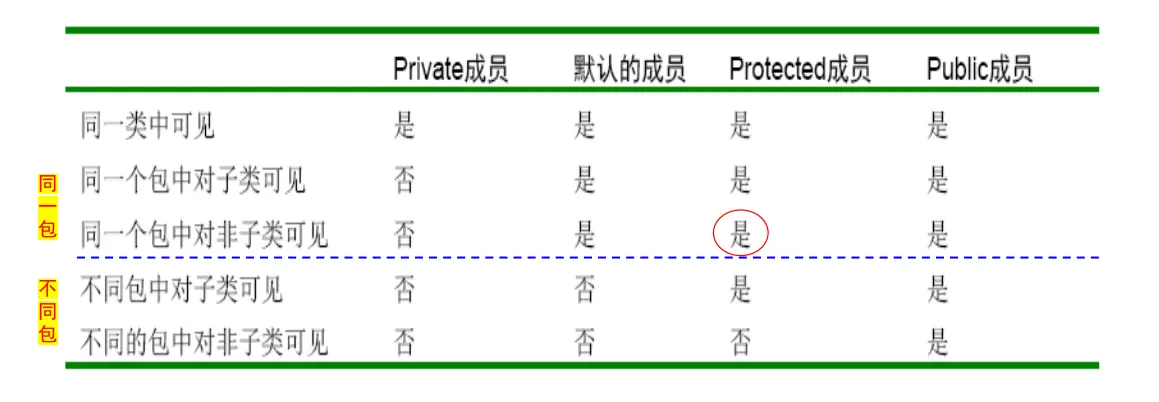 Private成员 默认的成员 Protected成员 Public成员
同一类中可见 是 是 是 是
同一个包中对子类可见 否 是 是 是
同一个包中对非子类可见 否 是 是 是
同一包
不同包中对子类可见 否 否 是 是
不同的包中对非子类可见 否 否 否 是
不同包